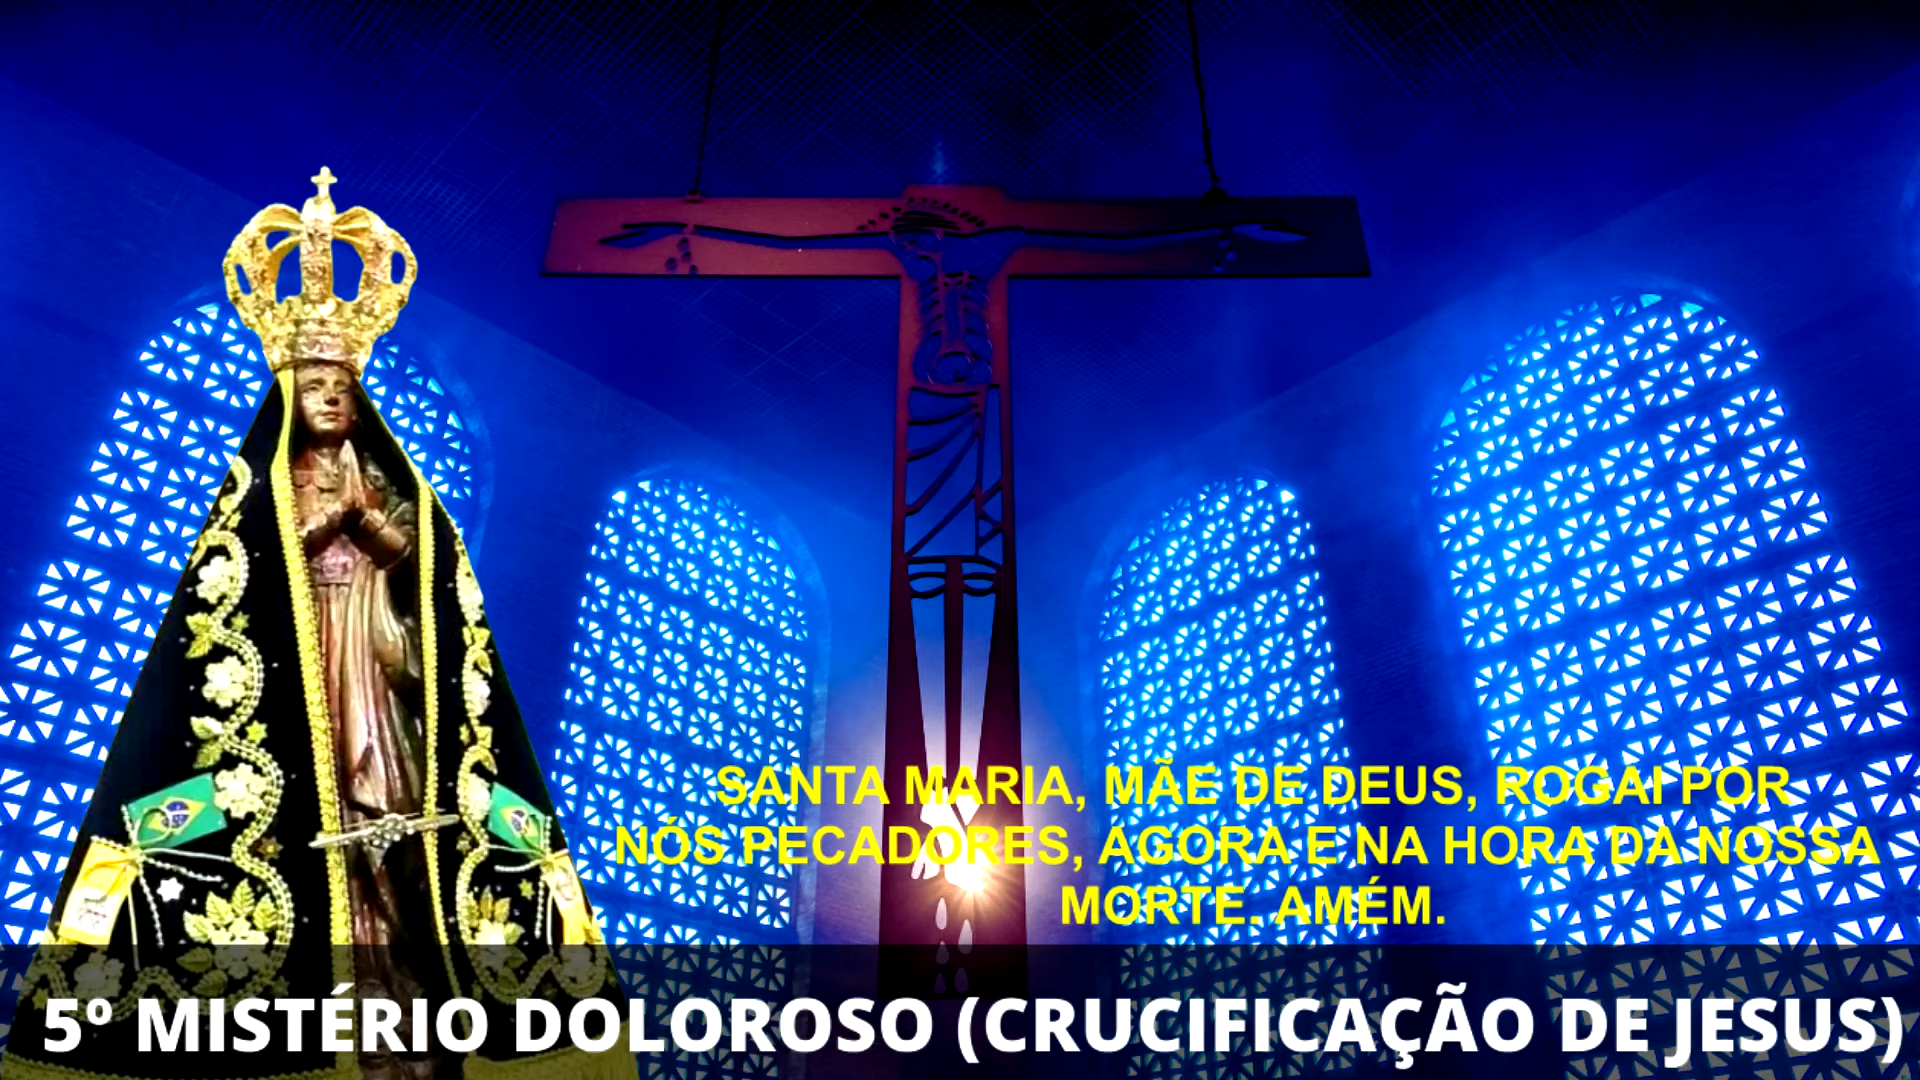 SANTA MARIA, MÃE DE DEUS, ROGAI POR
NÓS PECADORES, AGORA E NA HORA DA NOSSA
MORTE. AMÉM.
5º MISTÉRIO DOLOROSO (CRUCIFICAÇÃO DE JESUS)